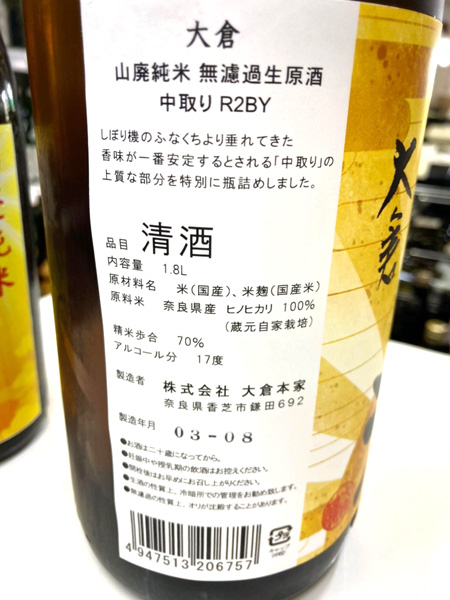 大倉
山廃純米 無濾過生原酒
中取り R2BY
しぼり機のふなくちより垂れてきた
香味が一番安定するとされる「中取り」の
上質な部分を特別に瓶詰めしました。
品目 清酒
内容量 1.8L
原材料名 米(国産)、米麹(国産米)
原料米 奈良県産 ヒノヒカリ 100%
(蔵元自家栽培)
精米歩合 70%
アルコール分 17度
製造者 株式会社 大倉本家
奈良県香芝市鎌田692
製造年月 03-08
●お酒は二十歳になってから。
●妊娠中や授乳期の飲酒はお控えください。
●開栓後はお早めにお召し上がりください。
●生酒の性質上、冷暗所での管理をお勧め致します。
●無濾過の性質上、オリが沈殿することがあります。
4947513206757
大倉
純米